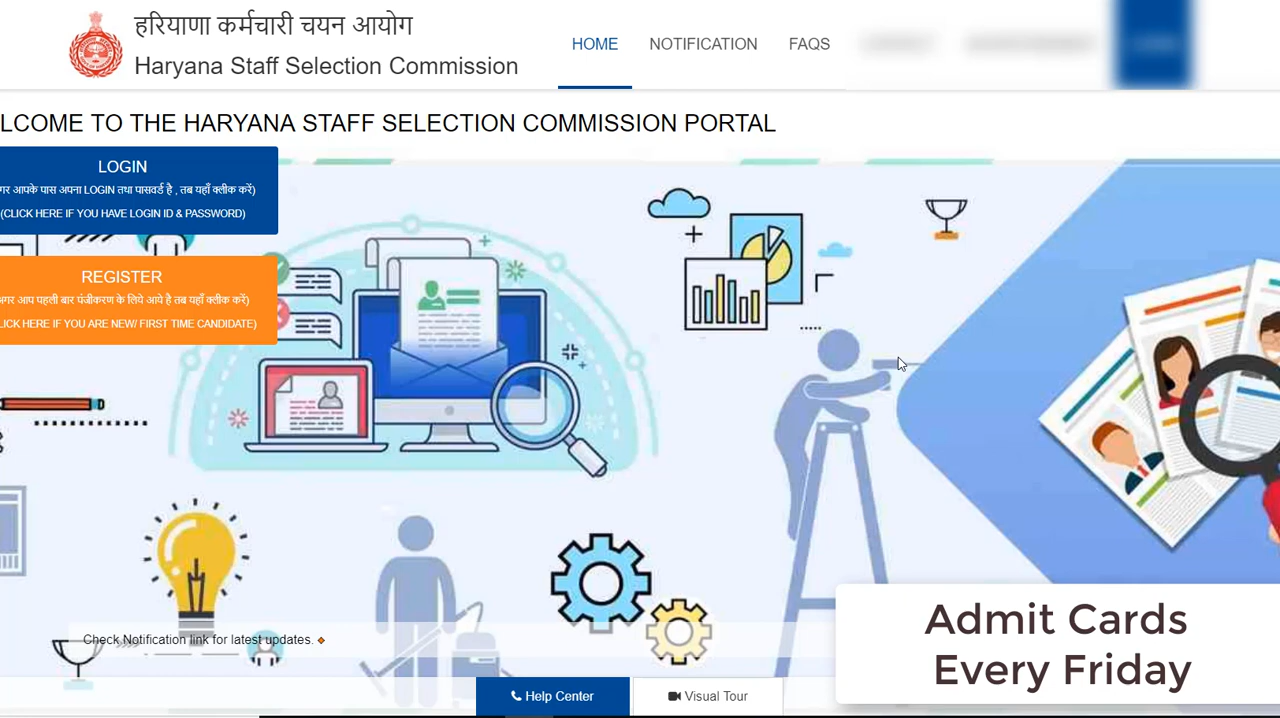 हरियाणा कर्मचारी चयन आयोग
Haryana Staff Selection Commission
HOME
NOTIFICATION
FAQS
LCOME TO THE HARYANA STAFF SELECTION COMMISSION PORTAL
LOGIN
गर आपके पास अपना LOGIN तथा पासवर्ड है , तब यहाँ क्लीक करें)
(CLICK HERE IF YOU HAVE LOGIN ID & PASSWORD)
REGISTER
अगर आप पहली बार पंजीकरण के लिये आये है तब यहाँ क्लीक करें)
LICK HERE IF YOU ARE NEW/ FIRST TIME CANDIDATE)
Check Notification link for latest updates.
Admit Cards
Every Friday
Help Center
Visual Tour